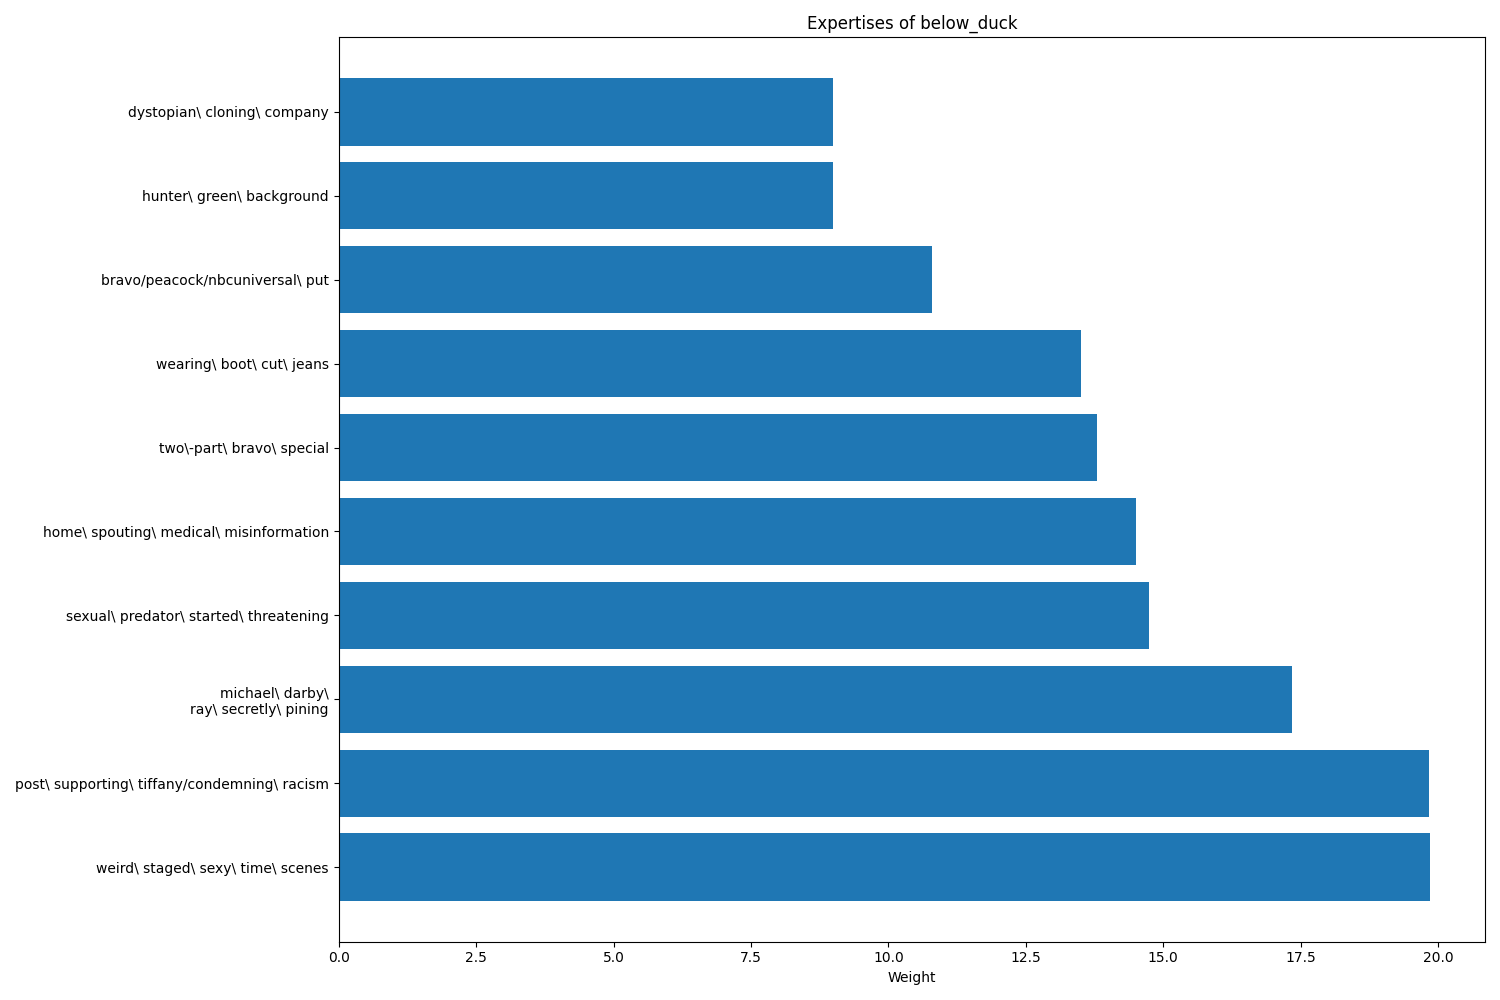 Expertises of below_duck
dystopian\ cloning\ company
hunter\ green\ background
bravo/peacock/nbcuniversal\ put
wearing\ boot\ cut\ jeans
two\-part\ bravo\ special
home\ spouting\ medical\ misinformation
sexual\ predator\ started\ threatening
michael\ darby\
ray\ secretly\ pining
post\ supporting\ tiffany/condemning\ racism
weird\ staged\ sexy\ time\ scenes
0.0 2.5 5.0 7.5 10.0 12.5 15.0 17.5 20.0
Weight